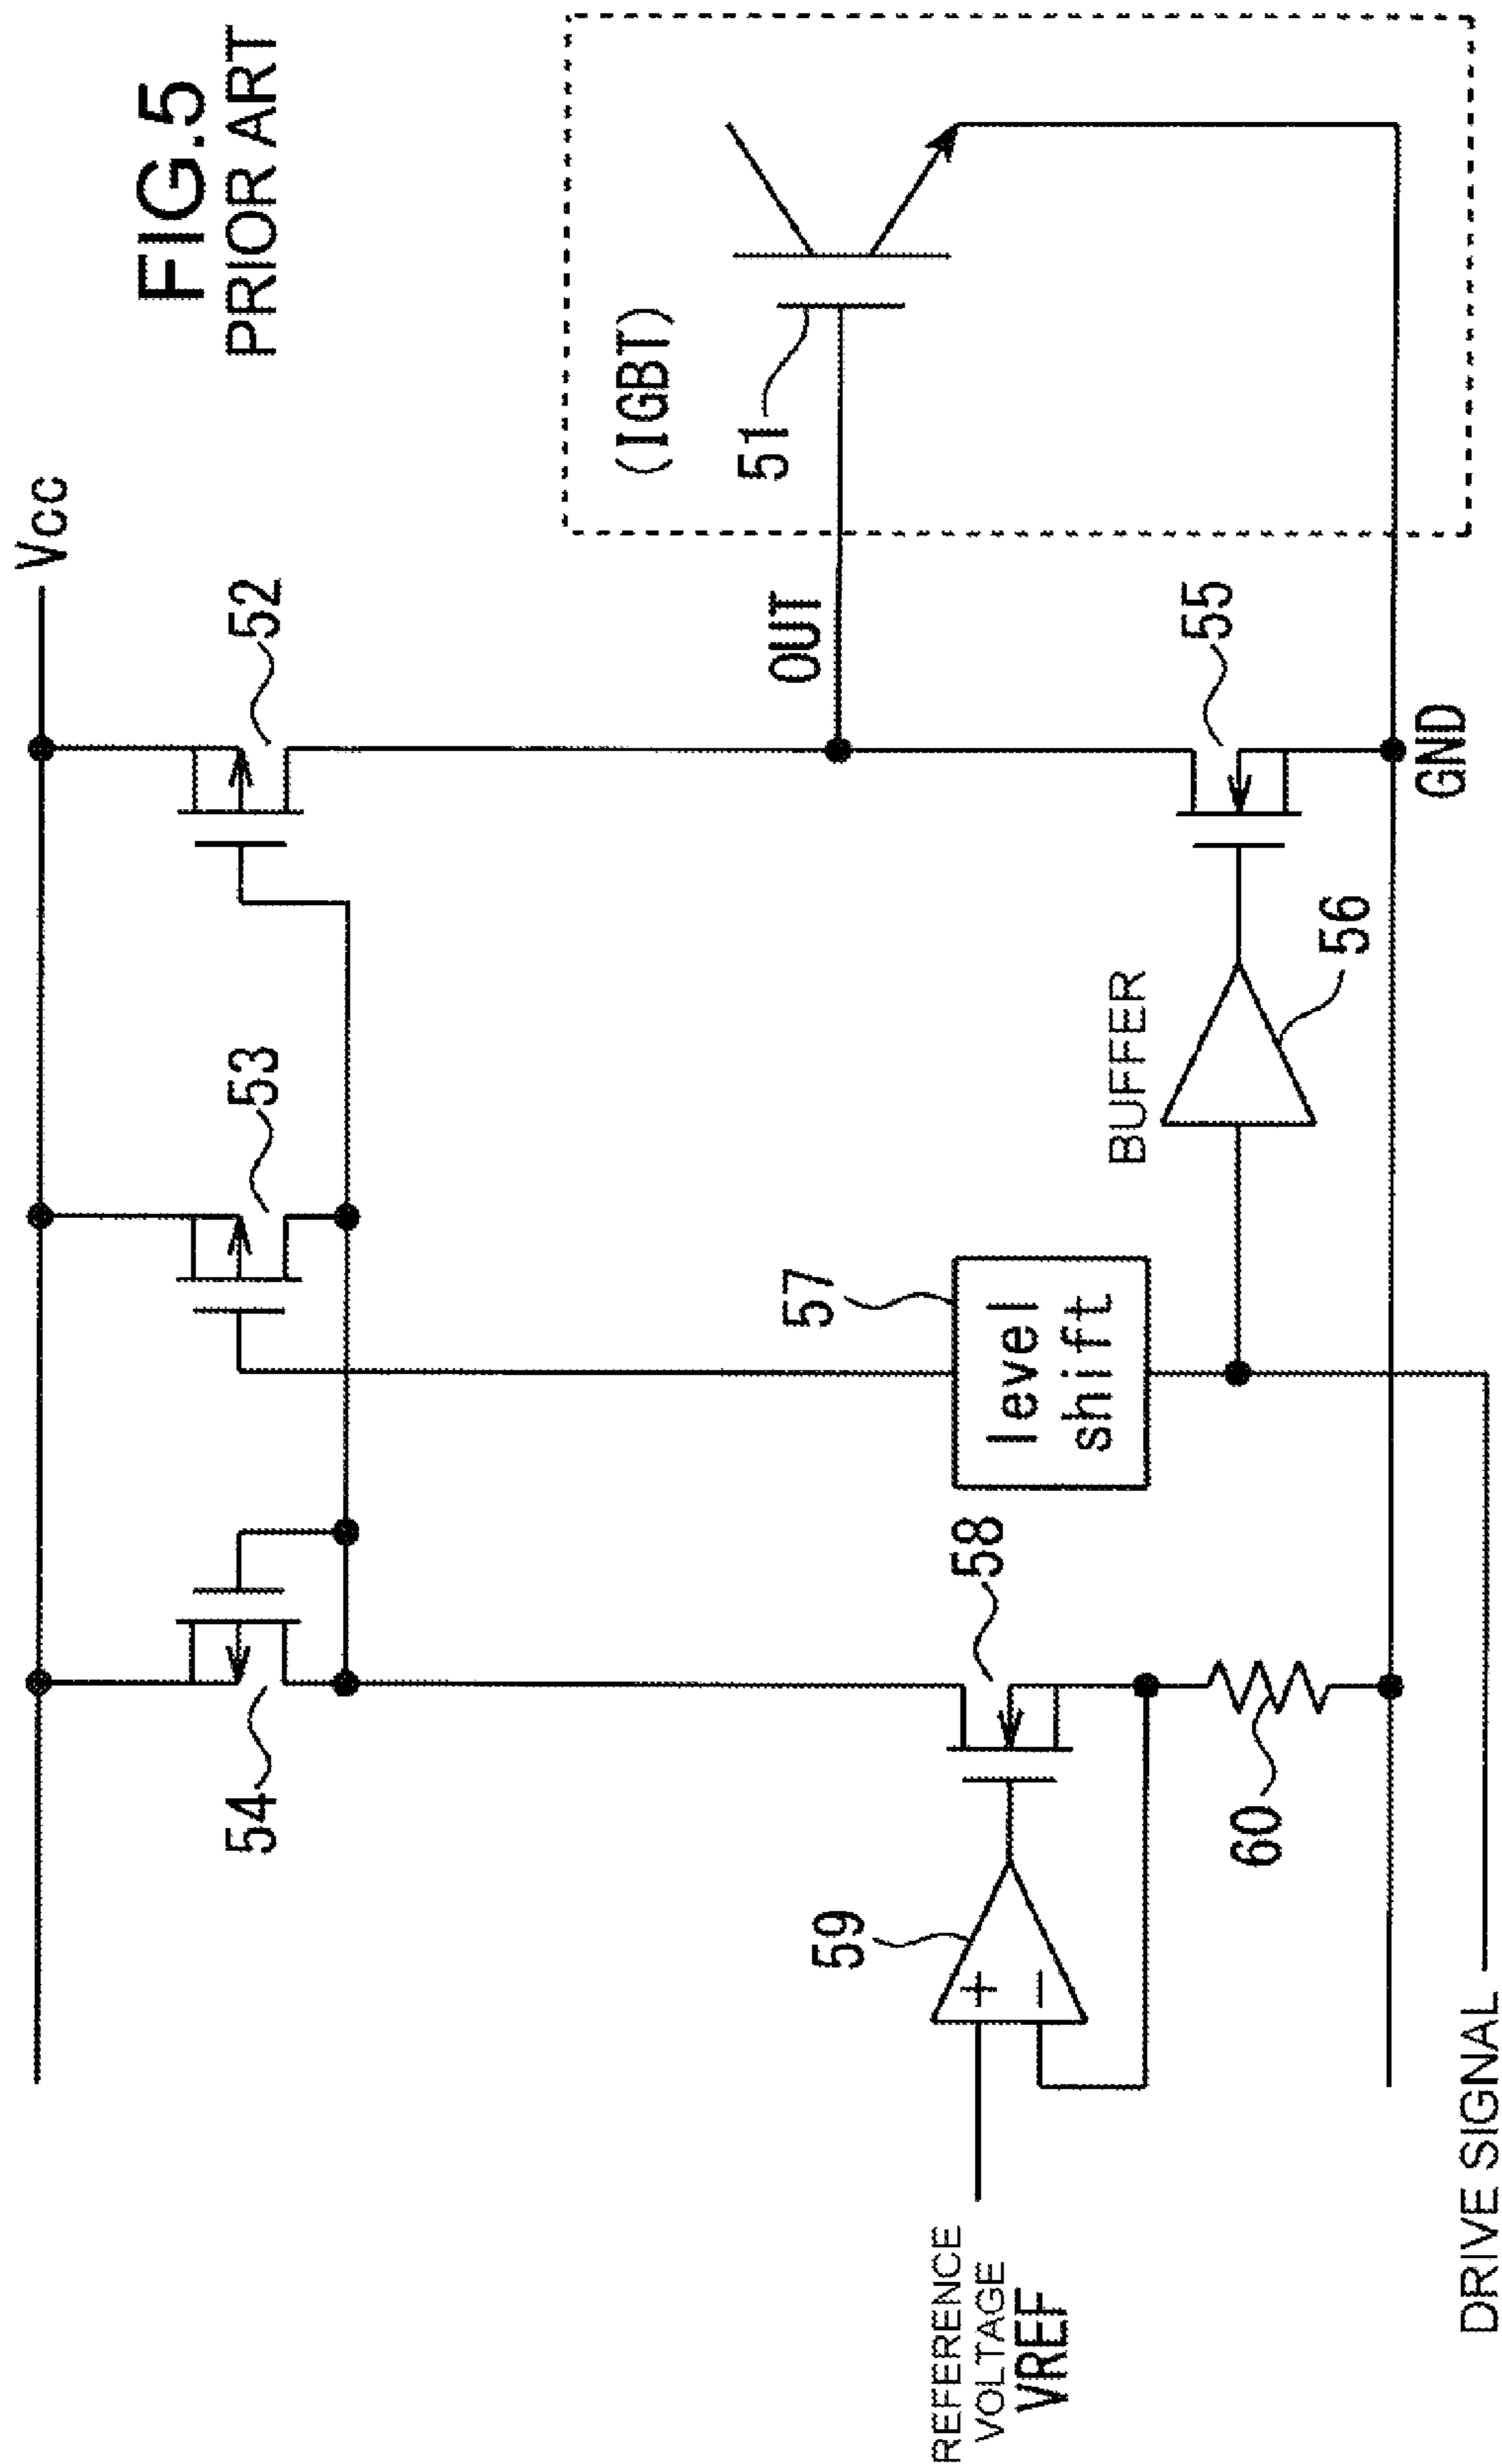 FIG.5
PRIOR ART
Vcc
52
53
54
(IGBT)
51
OUT
57
level
shift
58
59
+
−
REFERENCE
VOLTAGE
VREF
BUFFER
56
55
60
GND
DRIVE SIGNAL